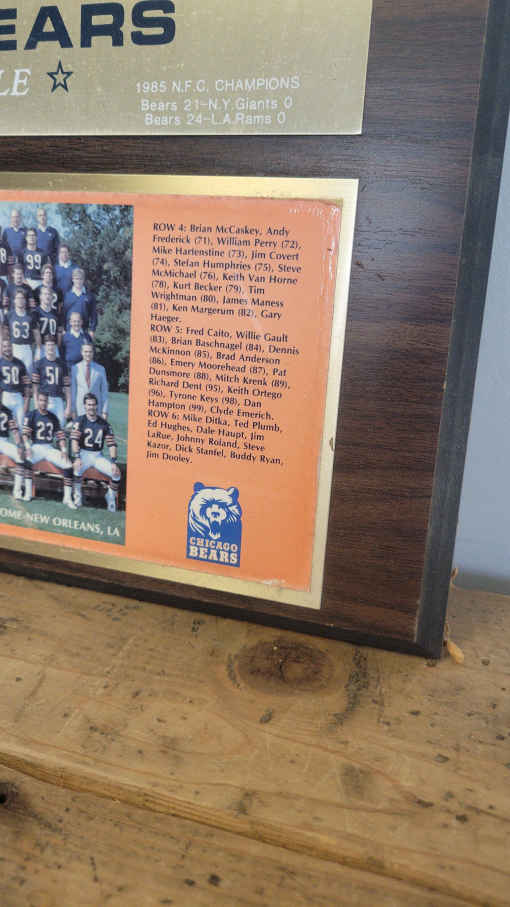 EARS
LE ☆
1985 N.F.C. CHAMPIONS
Bears 21-N.Y.Giants 0
Bears 24-L.A.Rams 0
ROW 4: Brian McCaskey, Andy
Frederick (71), William Perry (72),
Mike Hartenstine (73), Jim Covert
(74), Stefan Humphries (75), Steve
McMichael (76), Keith Van Horne
(78), Kurt Becker (79), Tim
Wrightman (80), James Maness
(81), Ken Margerum (82), Gary
Haeger.
ROW 5: Fred Caito, Willie Gault
(83), Brian Baschnagel (84), Dennis
McKinnon (85), Brad Anderson
(86), Emery Moorehead (87), Pat
Dunsmore (88), Mitch Krenk (89),
Richard Dent (95), Keith Ortego
(96), Tyrone Keys (98), Dan
Hampton (99), Clyde Emerich.
ROW 6: Mike Ditka, Ted Plumb,
Ed Hughes, Dale Haupt, Jim
LaRue, Johnny Roland, Steve
Kazor, Dick Stanfel, Buddy Ryan,
Jim Dooley.
99
63
70
50
51
23
24
OME-NEW ORLEANS, LA
CHICAGO
BEARS